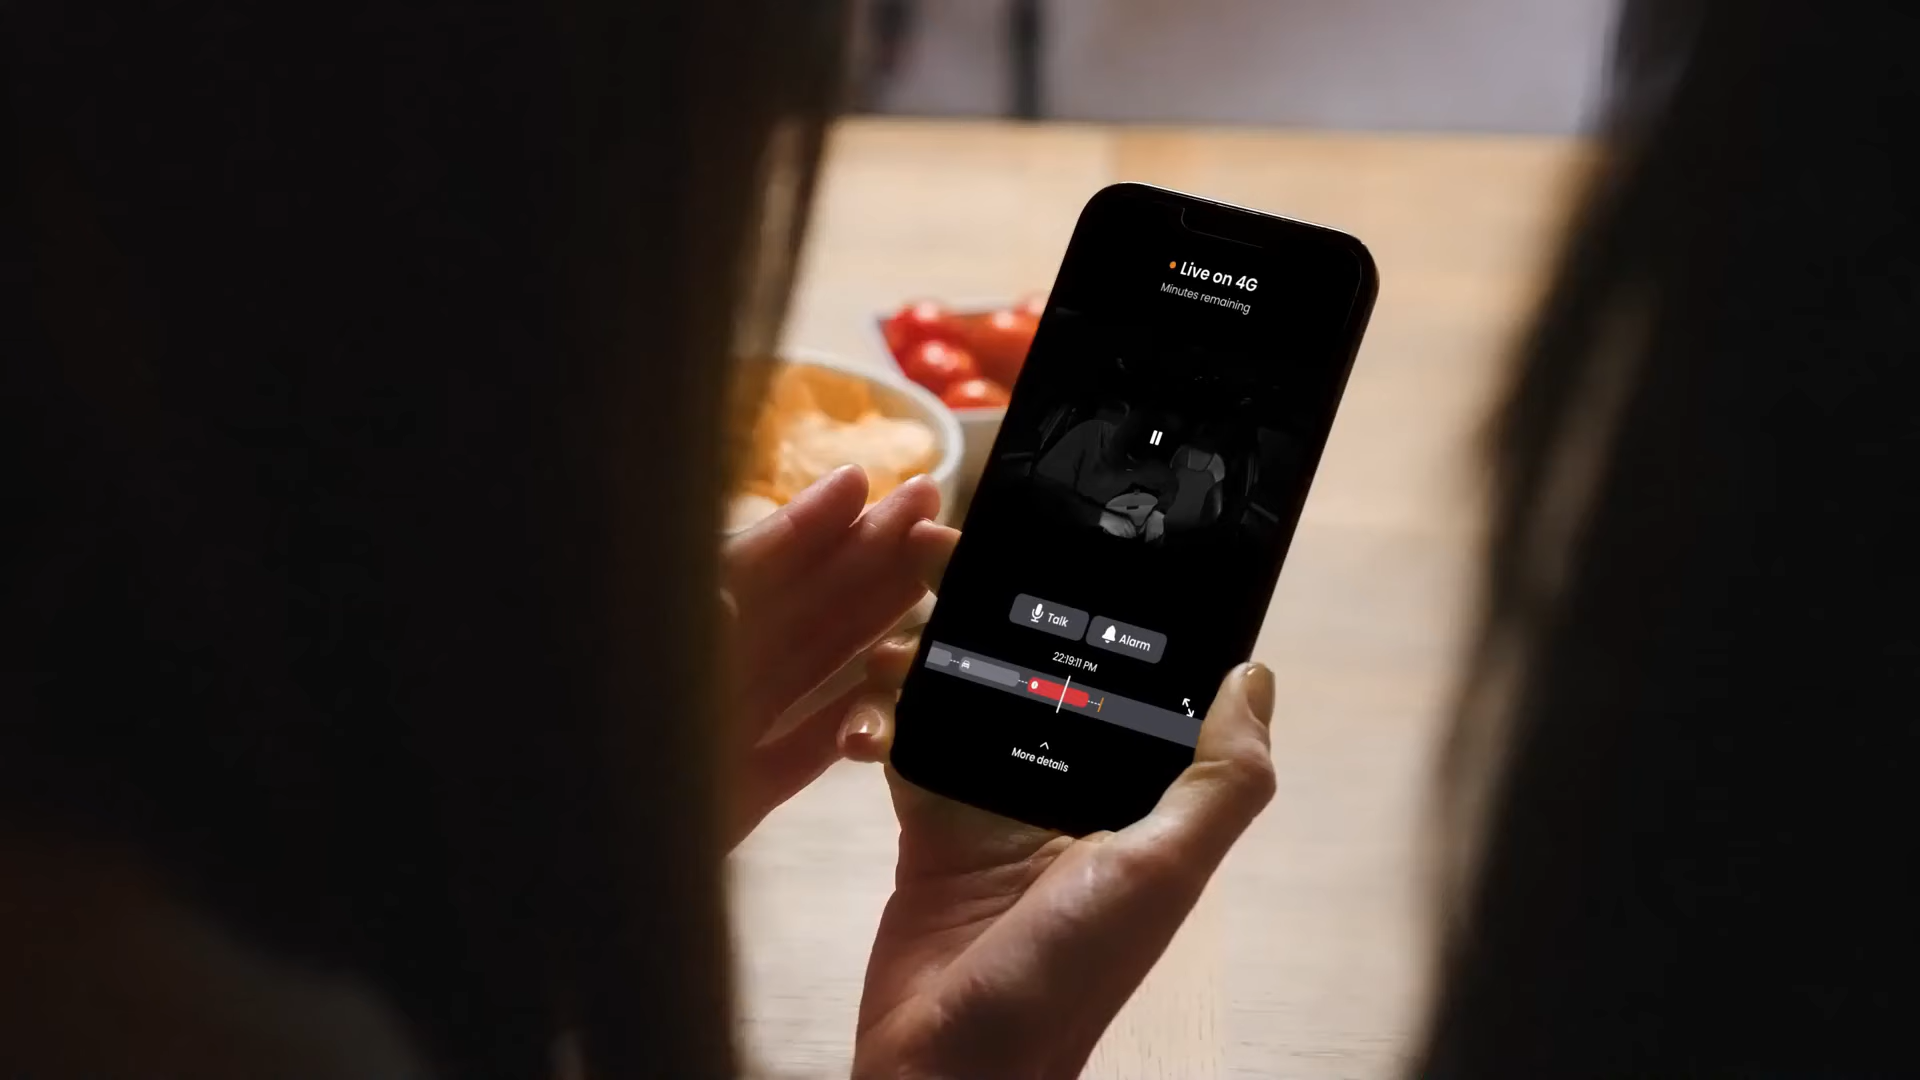 Live on 4G
Minutes remaining
Talk
Alarm
22:19:11 PM
More details